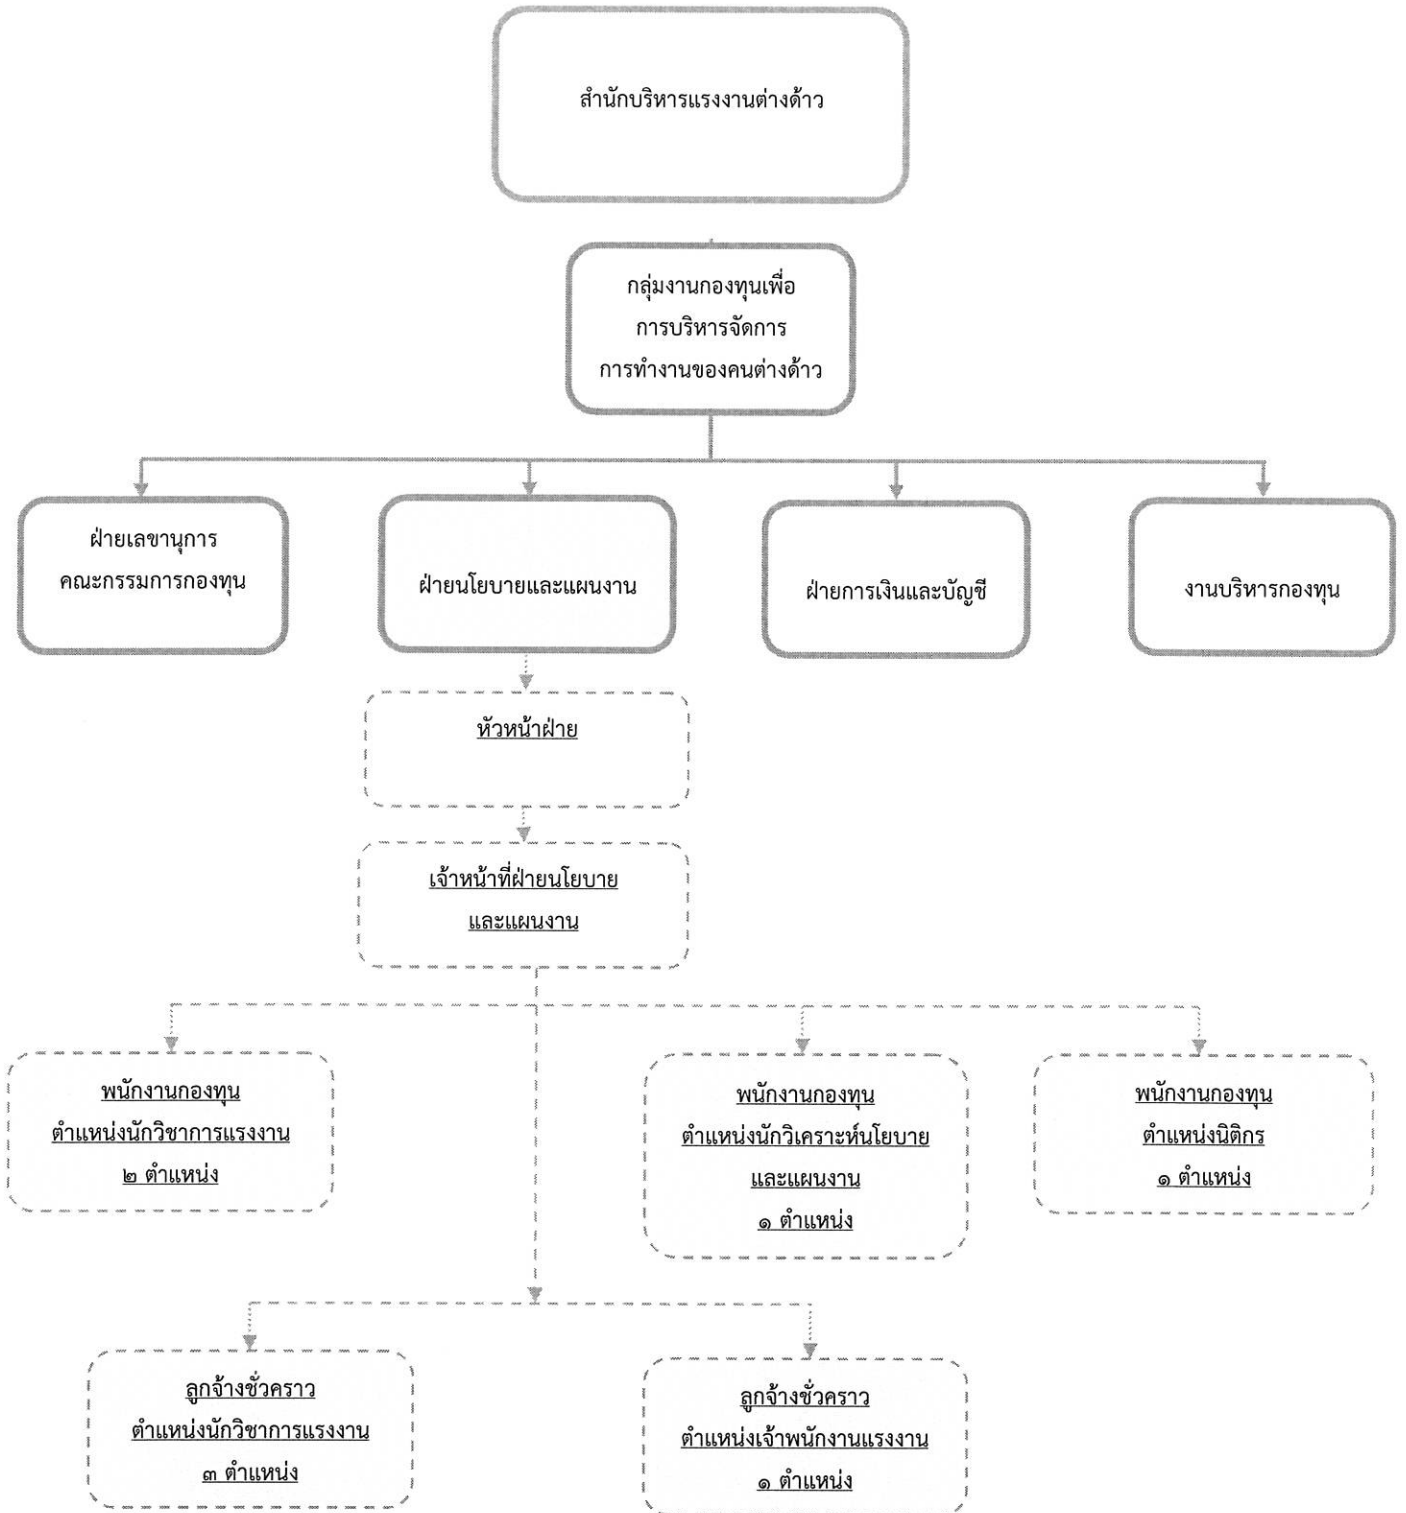 สำนักบริหารแรงงานต่างด้าว
กลุ่มงานกองทุนเพื่อ
การบริหารจัดการ
การทำงานของคนต่างด้าว
ฝ่ายเลขานุการ
คณะกรรมการกองทุน
ฝ่ายนโยบายและแผนงาน
ฝ่ายการเงินและบัญชี
งานบริหารกองทุน
หัวหน้าฝ่าย
เจ้าหน้าที่ฝ่ายนโยบาย
และแผนงาน
พนักงานกองทุน
ตำแหน่งนักวิชาการแรงงาน
๒ ตำแหน่ง
พนักงานกองทุน
ตำแหน่งนักวิเคราะห์นโยบาย
และแผนงาน
๑ ตำแหน่ง
พนักงานกองทุน
ตำแหน่งนิติกร
๑ ตำแหน่ง
ลูกจ้างชั่วคราว
ตำแหน่งนักวิชาการแรงงาน
๓ ตำแหน่ง
ลูกจ้างชั่วคราว
ตำแหน่งเจ้าพนักงานแรงงาน
๑ ตำแหน่ง